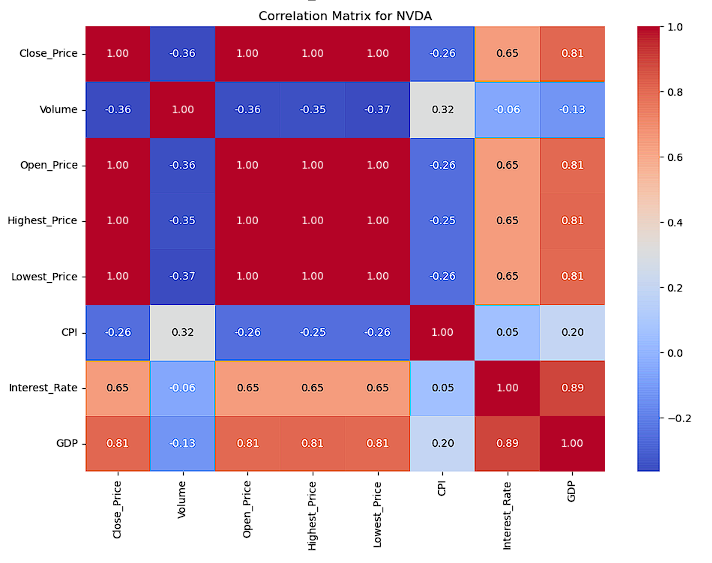 Correlation Matrix for NVDA
Close_Price 1.00 -0.36 1.00 1.00 1.00 -0.26 0.65 0.81
Volume -0.36 1.00 -0.36 -0.35 -0.37 0.32 -0.06 -0.13
Open_Price 1.00 -0.36 1.00 1.00 1.00 -0.26 0.65 0.81
Highest_Price 1.00 -0.35 1.00 1.00 1.00 -0.25 0.65 0.81
Lowest_Price 1.00 -0.37 1.00 1.00 1.00 -0.26 0.65 0.81
CPI -0.26 0.32 -0.26 -0.25 -0.26 1.00 0.05 0.20
Interest_Rate 0.65 -0.06 0.65 0.65 0.65 0.05 1.00 0.89
GDP 0.81 -0.13 0.81 0.81 0.81 0.20 0.89 1.00
Close_Price Volume Open_Price Highest_Price Lowest_Price CPI Interest_Rate GDP
1.0
0.8
0.6
0.4
0.2
0.0
−0.2